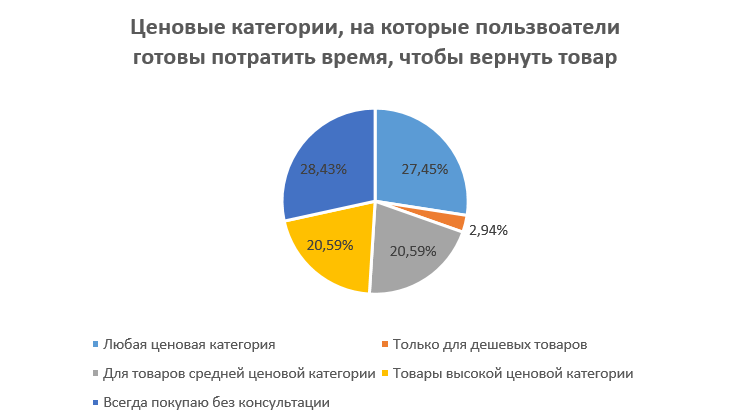 Ценовые категории, на которые пользвоатели
готовы потратить время, чтобы вернуть товар
28,43%
27,45%
2,94%
20,59%
20,59%
Любая ценовая категория
Только для дешевых товаров
Для товаров средней ценовой категории
Товары высокой ценовой категории
Всегда покупаю без консультации